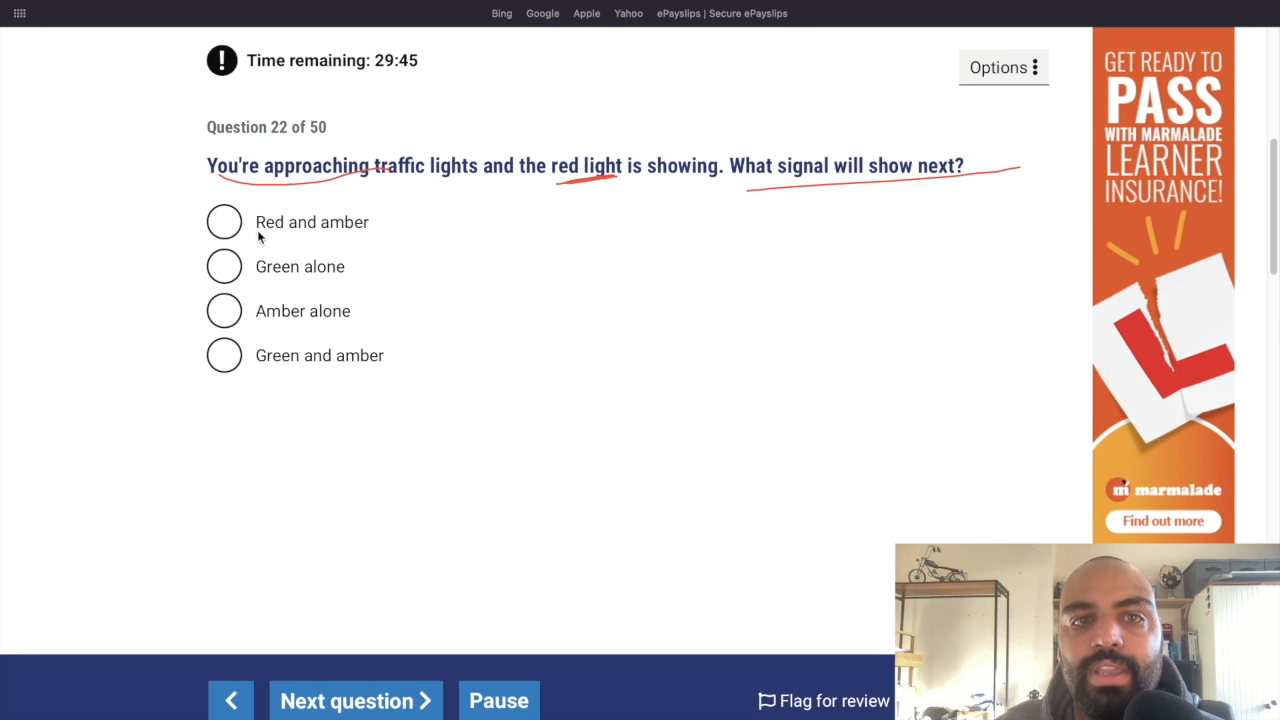 Bing Google Apple Yahoo ePayslips | Secure ePayslips
! Time remaining: 29:45
Options
Question 22 of 50
You're approaching traffic lights and the red light is showing. What signal will show next?
Red and amber
Green alone
Amber alone
Green and amber
Next question
Pause
Flag for review
GET READY TO
PASS
WITH MARMALADE
LEARNER
INSURANCE!
m marmalade
Find out more